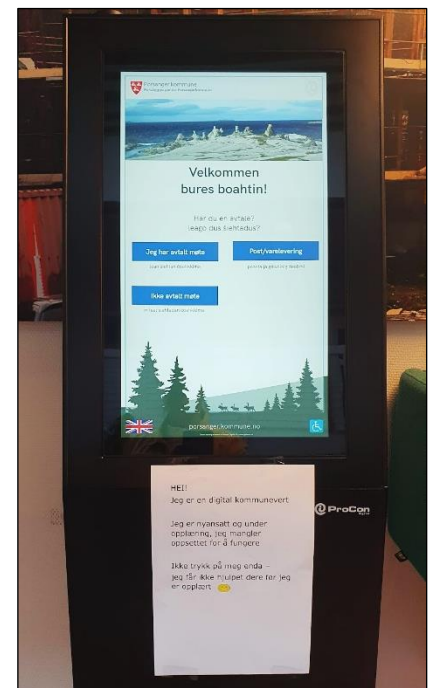 Porsanger kommune
Velkommen
bures boahtin!
Har du en avtale?
Leago dus šiehtadus?
Jeg har avtalt møte
Post/varelevering
Ikke avtalt møte
porsanger.kommune.no
ProCon
HEI!
Jeg er en digital kommunevert
Jeg er nyansatt og under
opplæring, jeg mangler
oppsettet for å fungere
Ikke trykk på meg enda –
jeg får ikke hjulpet dere før jeg
er opplært